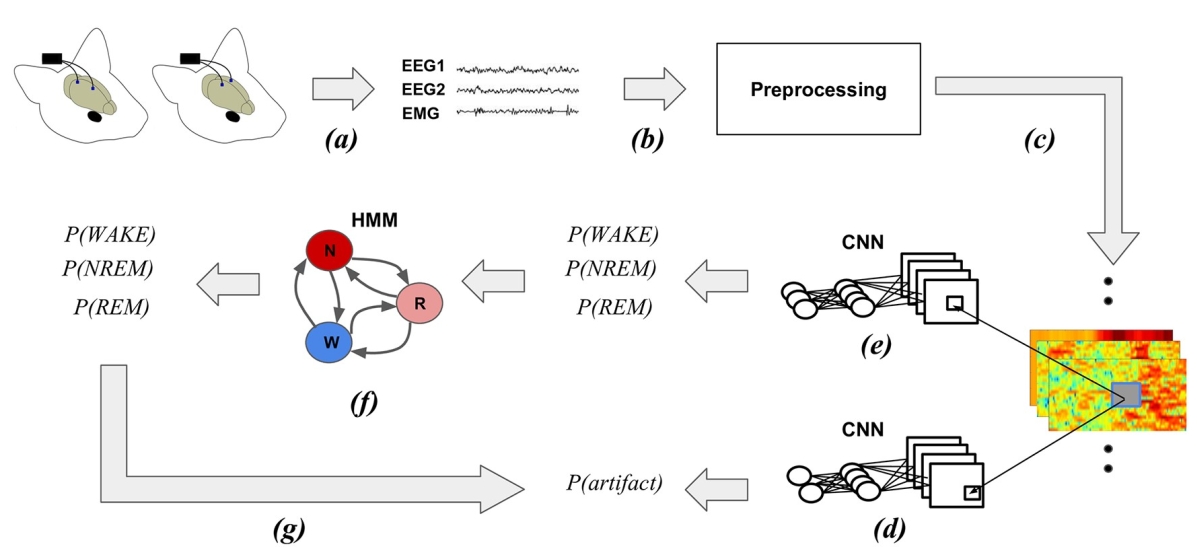 EEG1
EEG2
EMG
(a)
(b)
Preprocessing
(c)
P(WAKE)
P(NREM)
P(REM)
HMM
N
R
W
(f)
P(WAKE)
P(NREM)
P(REM)
CNN
(e)
CNN
P(artifact)
(d)
(g)